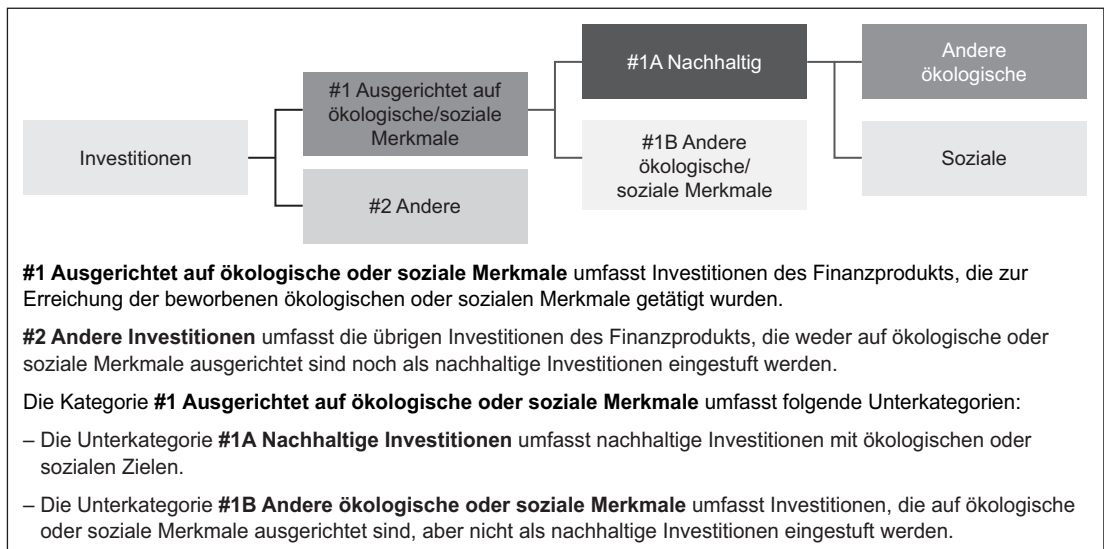 #1A Nachhaltig
Andere
ökologische
#1 Ausgerichtet auf
ökologische/soziale
Merkmale
Investitionen
#1B Andere
ökologische/
soziale Merkmale
Soziale
#2 Andere
#1 Ausgerichtet auf ökologische oder soziale Merkmale umfasst Investitionen des Finanzprodukts, die zur
Erreichung der beworbenen ökologischen oder sozialen Merkmale getätigt wurden.
#2 Andere Investitionen umfasst die übrigen Investitionen des Finanzprodukts, die weder auf ökologische oder
soziale Merkmale ausgerichtet sind noch als nachhaltige Investitionen eingestuft werden.
Die Kategorie #1 Ausgerichtet auf ökologische oder soziale Merkmale umfasst folgende Unterkategorien:
– Die Unterkategorie #1A Nachhaltige Investitionen umfasst nachhaltige Investitionen mit ökologischen oder
sozialen Zielen.
– Die Unterkategorie #1B Andere ökologische oder soziale Merkmale umfasst Investitionen, die auf ökologische
oder soziale Merkmale ausgerichtet sind, aber nicht als nachhaltige Investitionen eingestuft werden.